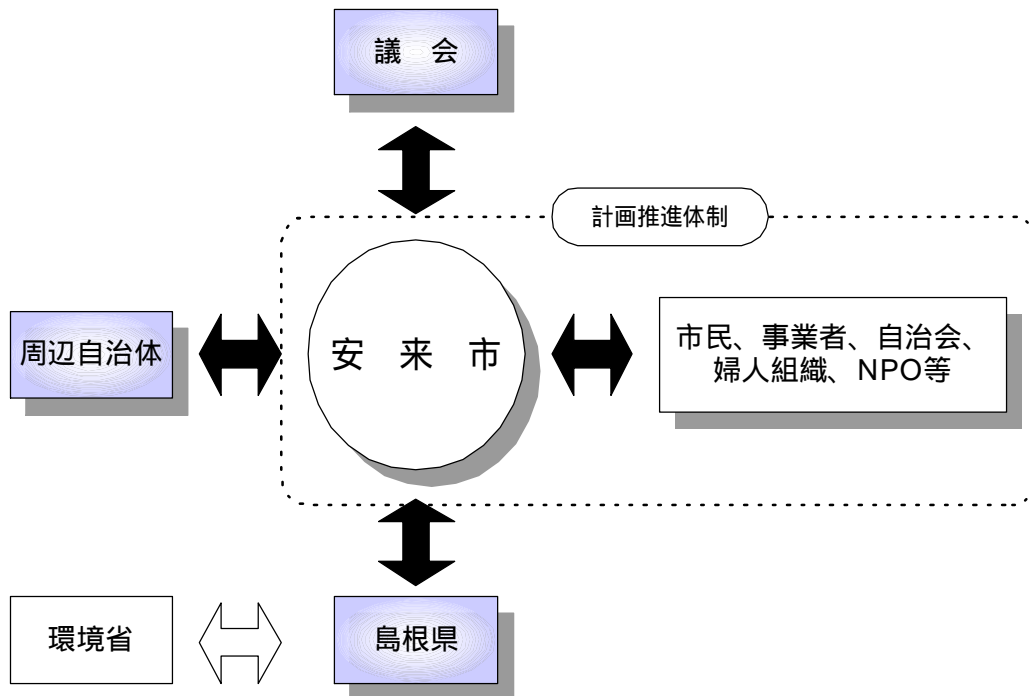 議　会
計画推進体制
周辺自治体
安　来　市
市民、事業者、自治会、
婦人組織、NPO等
環境省
島根県